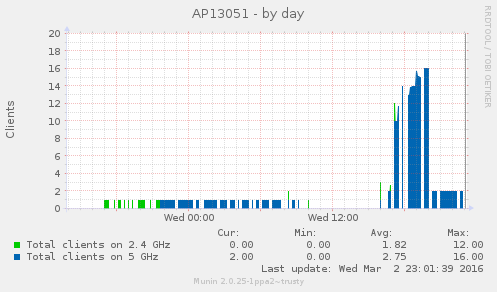 AP13051 - by day
RRDTOOL / TOBI OETIKER
Clients
20
18
16
14
12
10
8
6
4
2
0
Wed 00:00 Wed 12:00
Cur: Min: Avg: Max:
Total clients on 2.4 GHz 0.00 0.00 1.82 12.00
Total clients on 5 GHz 2.00 0.00 2.75 16.00
Last update: Wed Mar 2 23:01:39 2016
Munin 2.0.25-1ppa2~trusty